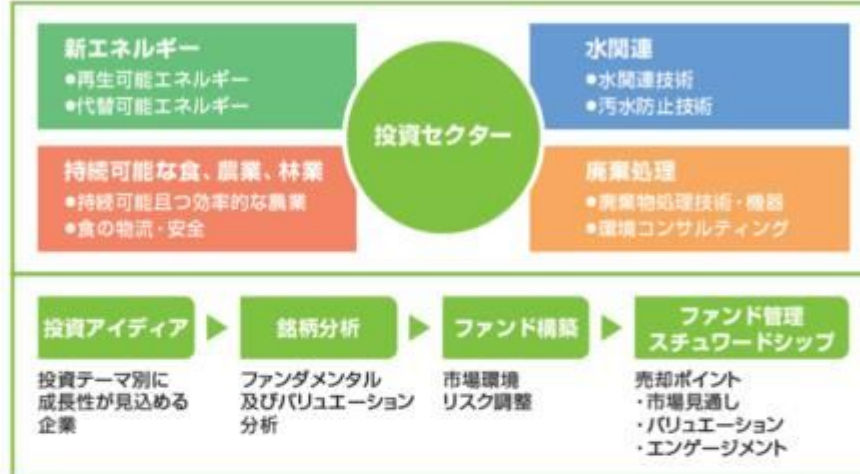 新エネルギー
●再生可能エネルギー
●代替可能エネルギー
水関連
●水関連技術
●汚水防止技術
投資セクター
持続可能な食、農業、林業
●持続可能且つ効率的な農業
●食の物流・安全
廃棄処理
●廃棄物処理技術・機器
●環境コンサルティング
投資アイディア
投資テーマ別に
成長性が見込める
企業
銘柄分析
ファンダメンタル
及びバリュエーション
分析
ファンド構築
市場環境
リスク調整
ファンド管理
スチュワードシップ
売却ポイント
・市場見通し
・バリュエーション
・エンゲージメント